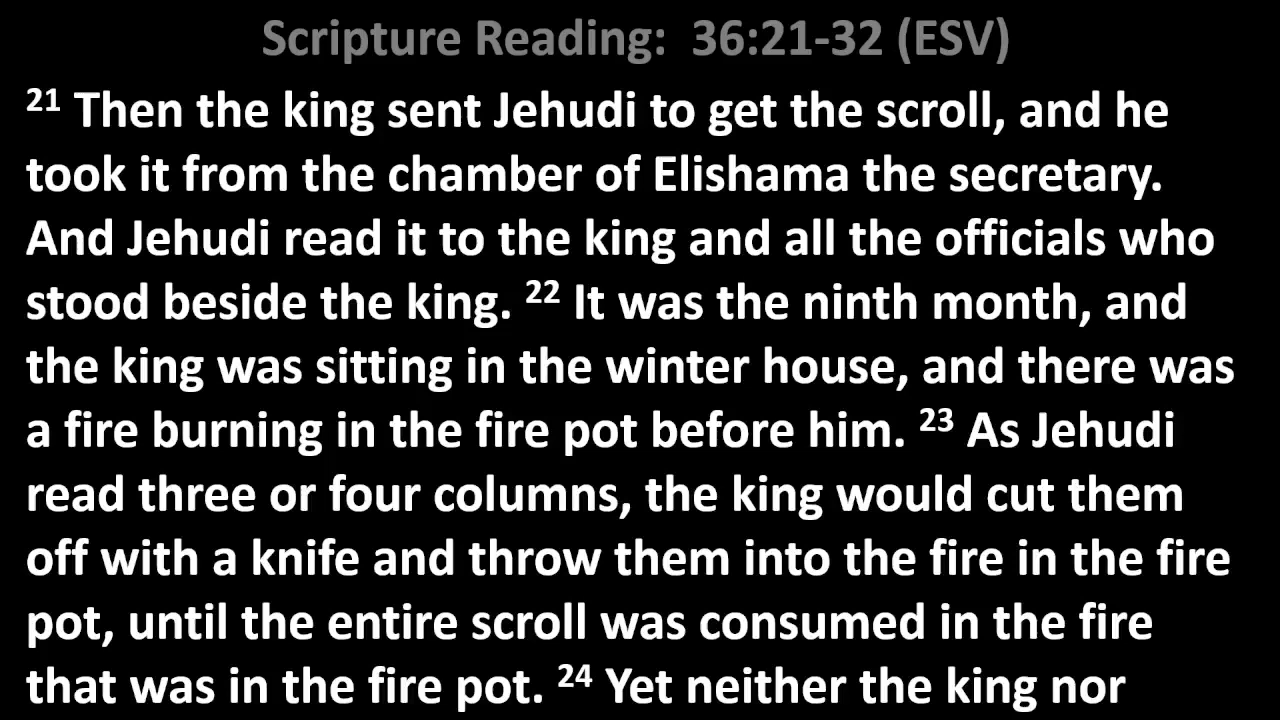 Scripture Reading:  36:21-32 (ESV)
21 Then the king sent Jehudi to get the scroll, and he
took it from the chamber of Elishama the secretary.
And Jehudi read it to the king and all the officials who
stood beside the king. 22 It was the ninth month, and
the king was sitting in the winter house, and there was
a fire burning in the fire pot before him. 23 As Jehudi
read three or four columns, the king would cut them
off with a knife and throw them into the fire in the fire
pot, until the entire scroll was consumed in the fire
that was in the fire pot. 24 Yet neither the king nor